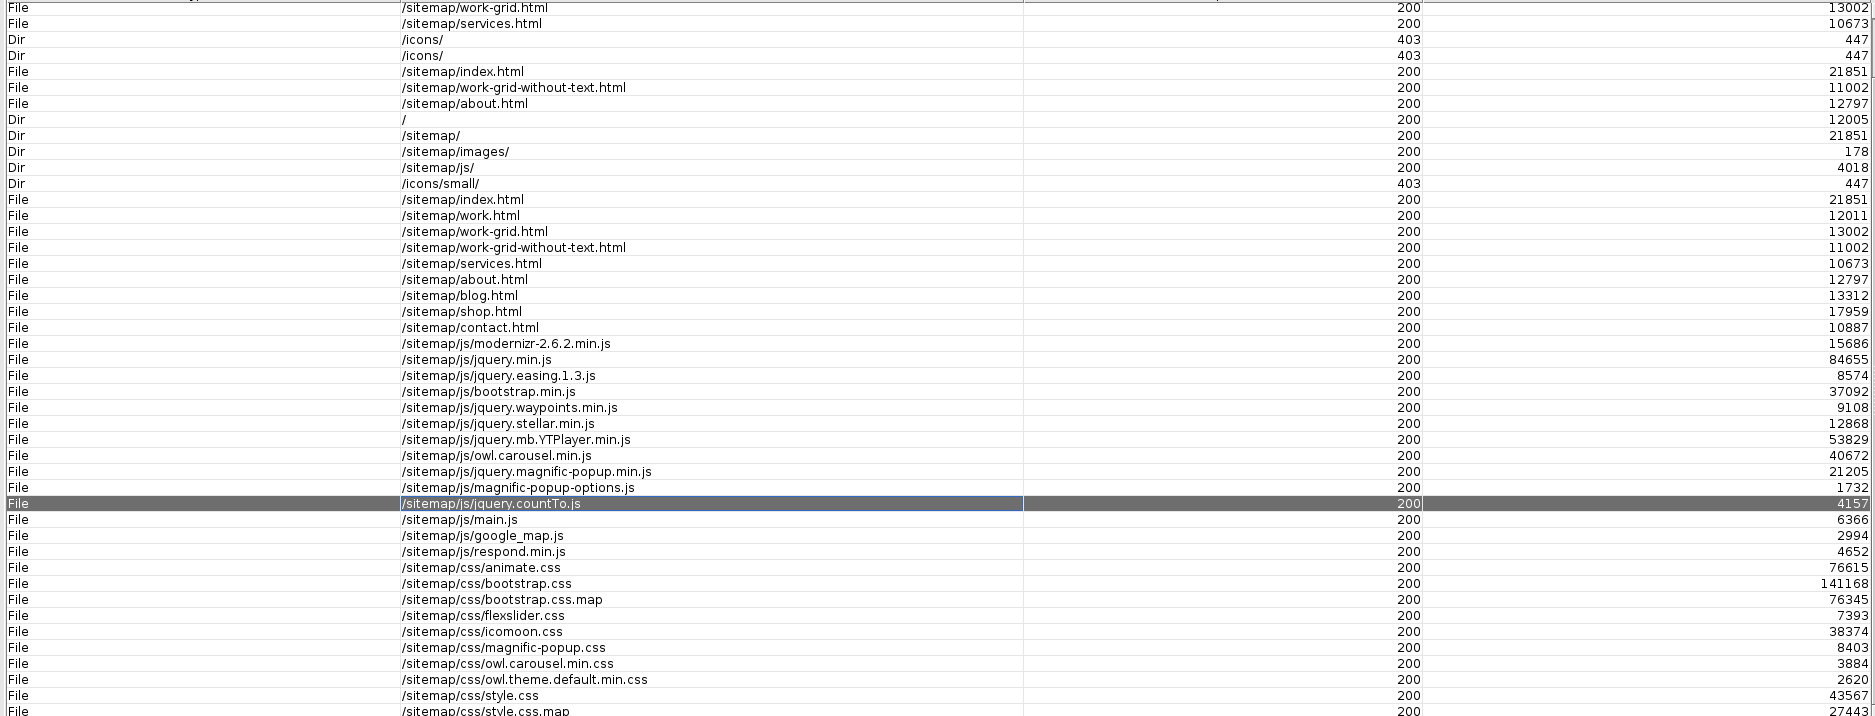 File /sitemap/work-grid.html 200 13002
File /sitemap/services.html 200 10673
Dir /icons/ 403 447
Dir /icons/ 403 447
File /sitemap/index.html 200 21851
File /sitemap/work-grid-without-text.html 200 11002
File /sitemap/about.html 200 12797
Dir / 200 12005
Dir /sitemap/ 200 21851
Dir /sitemap/images/ 200 178
Dir /sitemap/js/ 200 4018
Dir /icons/small/ 403 447
File /sitemap/index.html 200 21851
File /sitemap/work.html 200 12011
File /sitemap/work-grid.html 200 13002
File /sitemap/work-grid-without-text.html 200 11002
File /sitemap/services.html 200 10673
File /sitemap/about.html 200 12797
File /sitemap/blog.html 200 13312
File /sitemap/shop.html 200 17959
File /sitemap/contact.html 200 10887
File /sitemap/js/modernizr-2.6.2.min.js 200 15686
File /sitemap/js/jquery.min.js 200 84655
File /sitemap/js/jquery.easing.1.3.js 200 8574
File /sitemap/js/bootstrap.min.js 200 37092
File /sitemap/js/jquery.waypoints.min.js 200 9108
File /sitemap/js/jquery.stellar.min.js 200 12868
File /sitemap/js/jquery.mb.YTPlayer.min.js 200 53829
File /sitemap/js/owl.carousel.min.js 200 40672
File /sitemap/js/jquery.magnific-popup.min.js 200 21205
File /sitemap/js/magnific-popup-options.js 200 1732
File /sitemap/js/jquery.countTo.js 200 4157
File /sitemap/js/main.js 200 6366
File /sitemap/js/google_map.js 200 2994
File /sitemap/js/respond.min.js 200 4652
File /sitemap/css/animate.css 200 76615
File /sitemap/css/bootstrap.css 200 141168
File /sitemap/css/bootstrap.css.map 200 76345
File /sitemap/css/flexslider.css 200 7393
File /sitemap/css/icomoon.css 200 38374
File /sitemap/css/magnific-popup.css 200 8403
File /sitemap/css/owl.carousel.min.css 200 3884
File /sitemap/css/owl.theme.default.min.css 200 2620
File /sitemap/css/style.css 200 43567
File /sitemap/css/style.css.map 200 27443